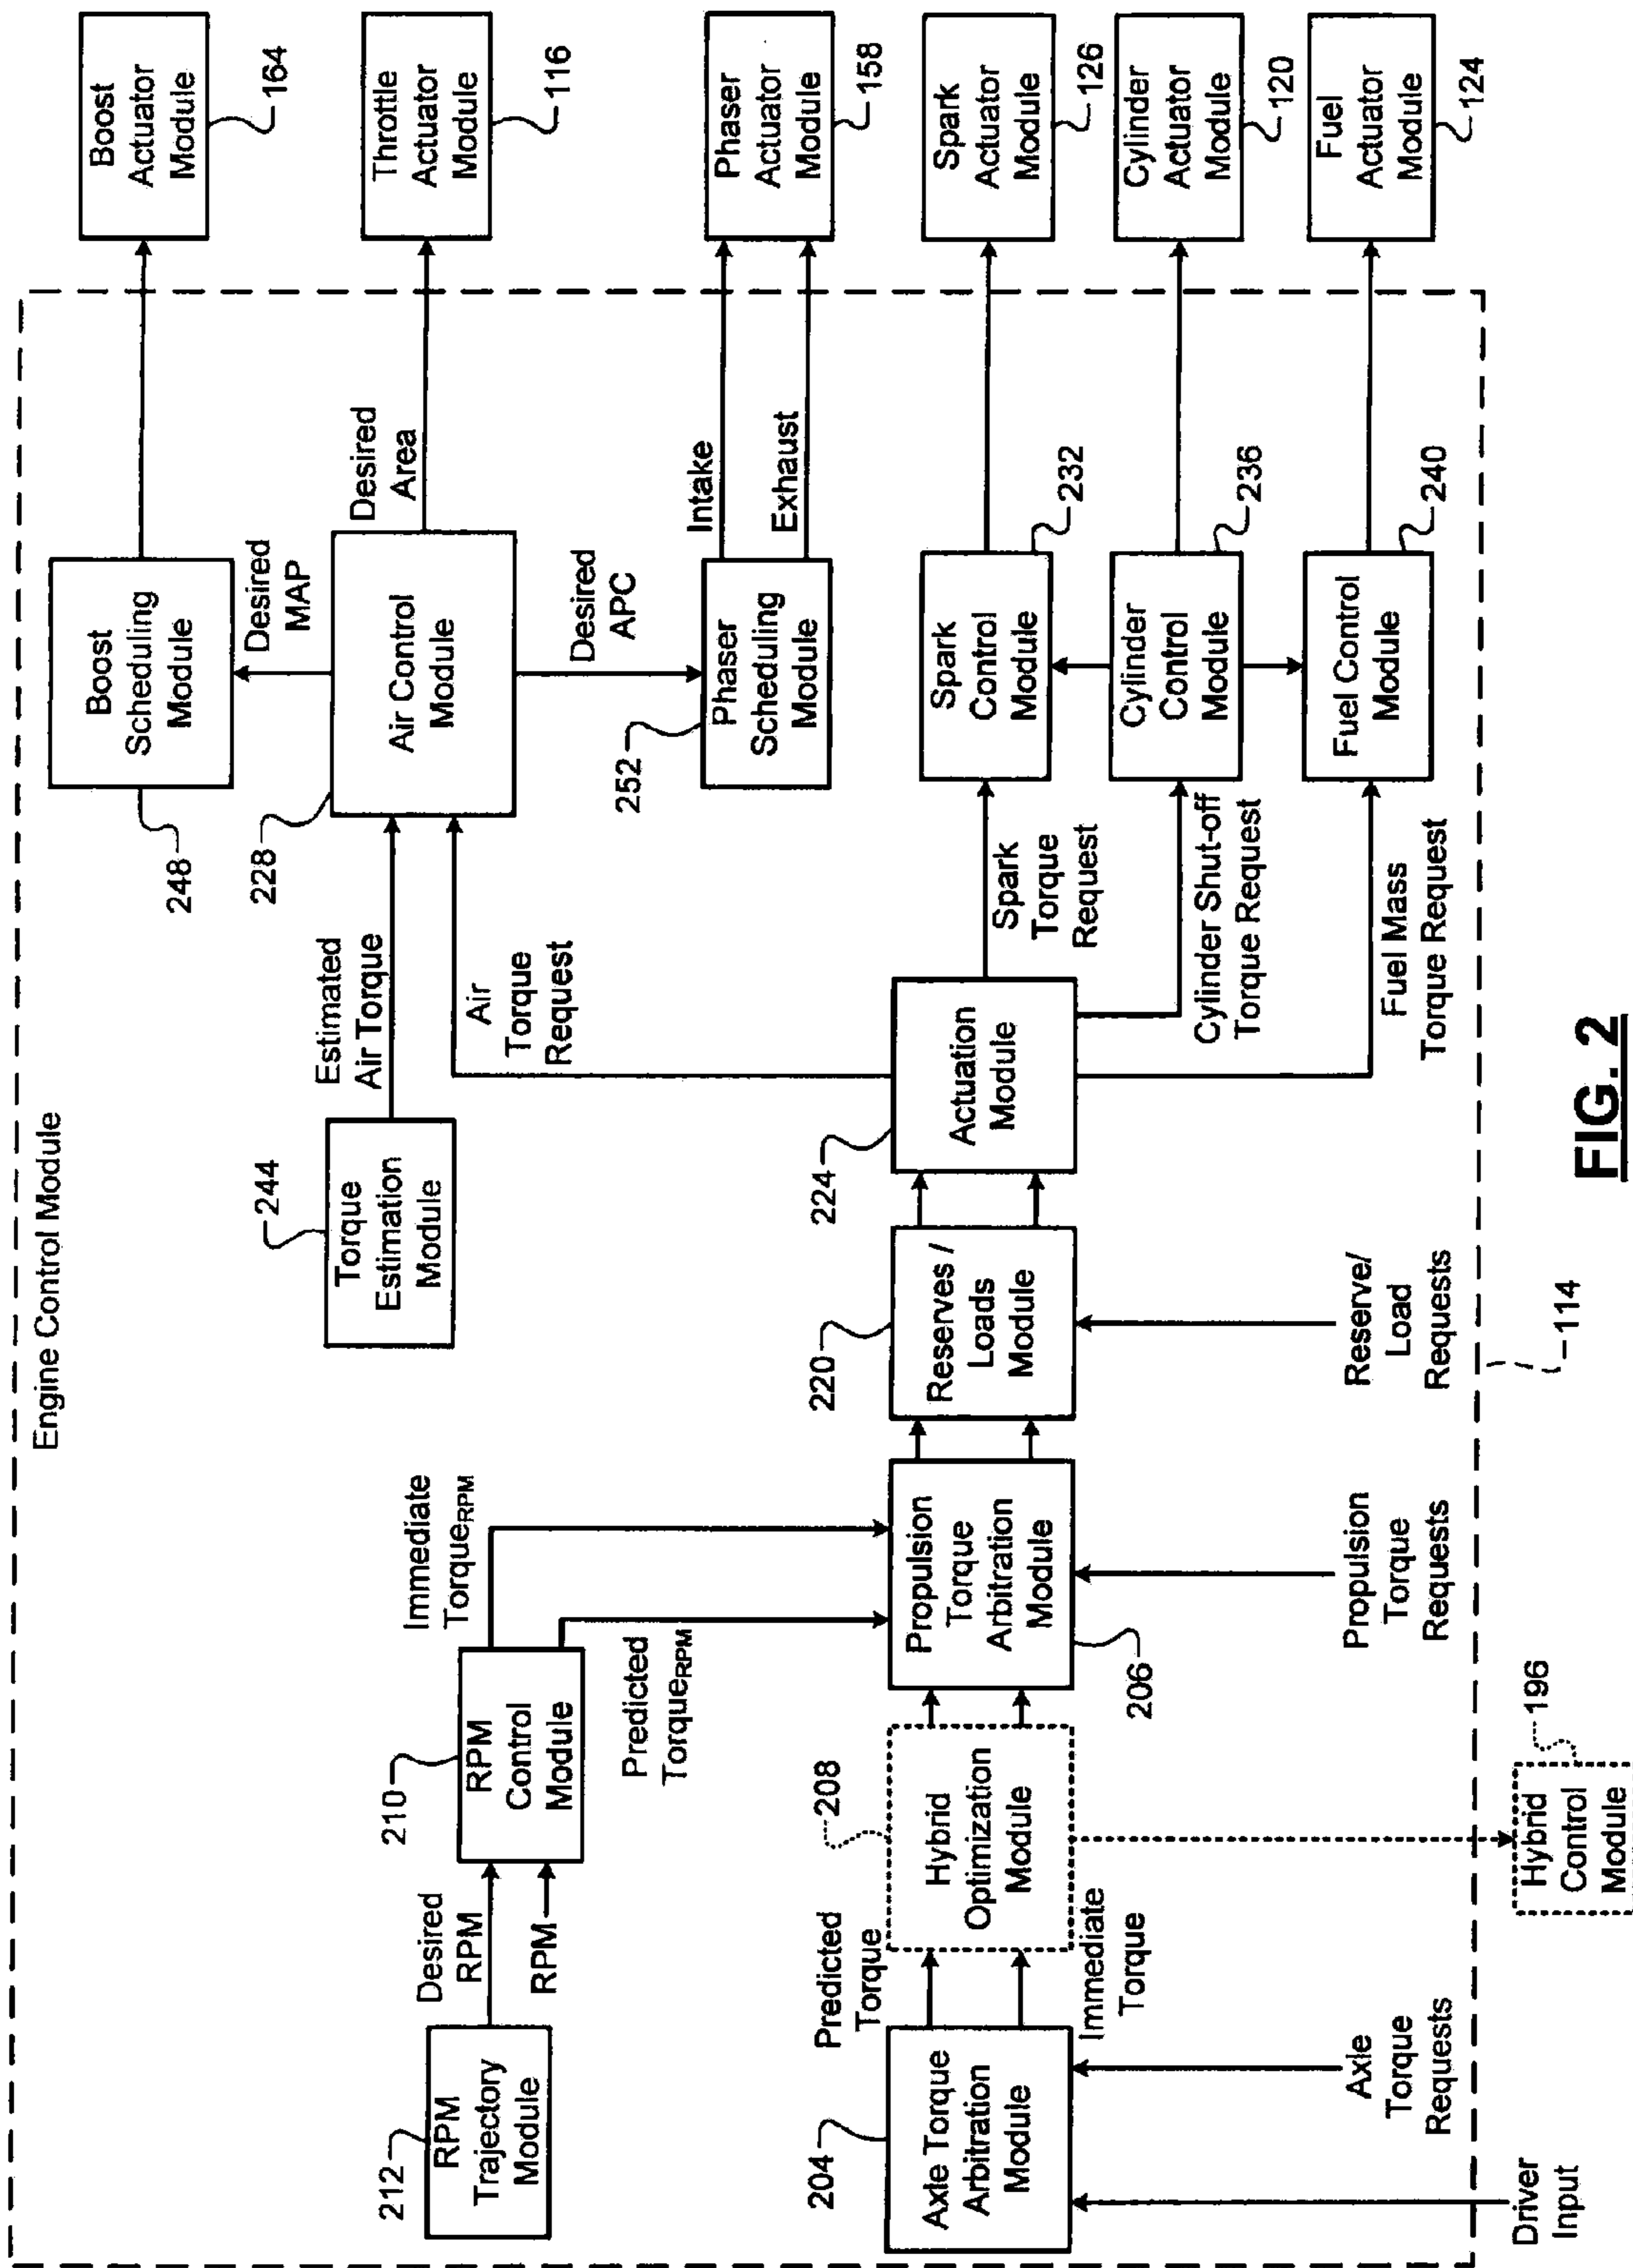 Engine Control Module
212
RPM
Trajectory
Module
Desired
RPM
RPM
210
RPM
Control
Module
Immediate
TorqueRPM
Predicted
TorqueRPM
244
Torque
Estimation
Module
Estimated
Air Torque
Air
Torque
Request
248
Boost
Scheduling
Module
Desired
MAP
228
Air Control
Module
Desired
Area
Desired
APC
252
Phaser
Scheduling
Module
Intake
Exhaust
Boost
Actuator
Module
164
Throttle
Actuator
Module
116
Phaser
Actuator
Module
158
204
Axle Torque
Arbitration
Module
Predicted
Torque
Immediate
Torque
208
Hybrid
Optimization
Module
Propulsion
Torque
Arbitration
Module
206
220
Reserves /
Loads
Module
224
Actuation
Module
Spark
Torque
Request
Cylinder Shut-off
Torque Request
Fuel Mass
Torque Request
Spark
Control
Module
232
Cylinder
Control
Module
236
Fuel Control
Module
240
Spark
Actuator
Module
126
Cylinder
Actuator
Module
120
Fuel
Actuator
Module
124
Driver
Input
Axle
Torque
Requests
Propulsion
Torque
Requests
Reserve/
Load
Requests
114
196
Hybrid
Control
Module
FIG. 2